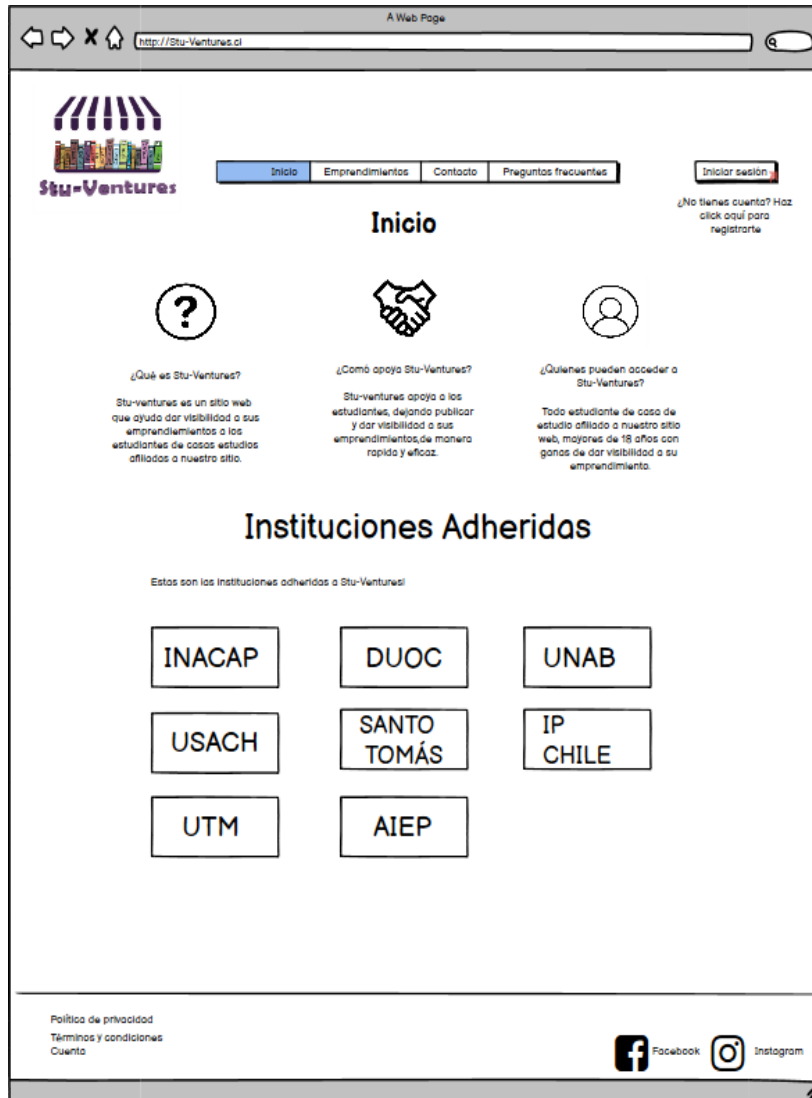 A Web Page
http://Stu-Ventures.cl
Stu-Ventures
Inicio
Emprendimientos
Contacto
Preguntas frecuentes
Iniciar sesión
¿No tienes cuenta? Haz
click aquí para
registrarte
Inicio
¿Qué es Stu-Ventures?
Stu-ventures es un sitio web
que ayuda dar visibilidad a sus
emprendiemientos a los
estudiantes de casas estudios
afiliados a nuestro sitio.
¿Comó apoya Stu-Ventures?
Stu-ventures apoya a los
estudiantes, dejando publicar
y dar visibilidad a sus
emprendimientos,de manera
rapida y eficaz.
¿Quienes pueden acceder a
Stu-Ventures?
Todo estudiante de casa de
estudio afiliado a nuestro sitio
web, mayores de 18 años con
ganas de dar visibilidad a su
emprendimiento.
Instituciones Adheridas
Estas son las instituciones adheridas a Stu-Ventures!
INACAP
DUOC
UNAB
USACH
SANTO
TOMÁS
IP
CHILE
UTM
AIEP
Política de privacidad
Términos y condiciones
Cuenta
Facebook
Instagram